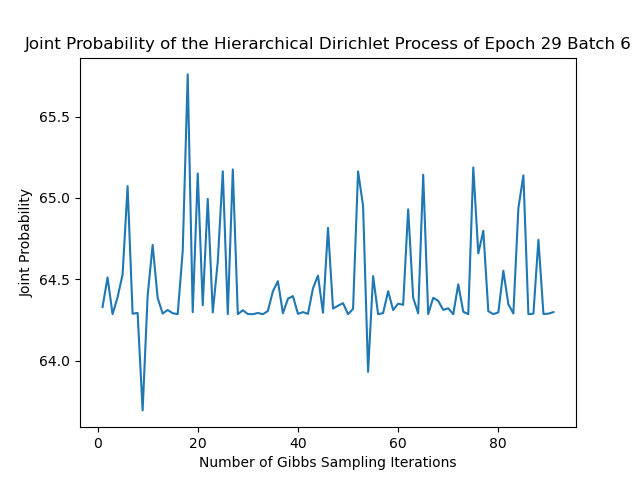 Joint Probability of the Hierarchical Dirichlet Process of Epoch 29 Batch 6
65.5
65.0
64.5
64.0
Joint Probability
0 20 40 60 80
Number of Gibbs Sampling Iterations